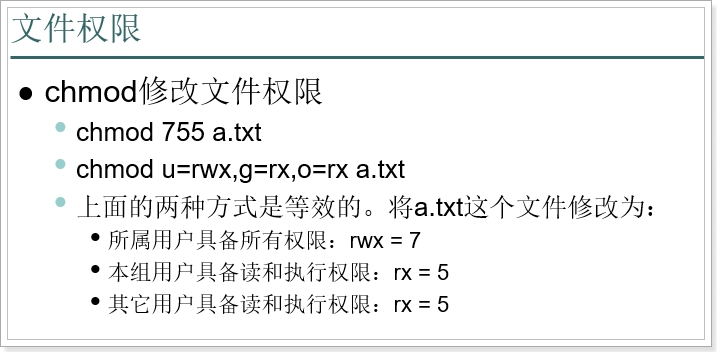 文件权限
chmod修改文件权限
chmod 755 a.txt
chmod u=rwx,g=rx,o=rx a.txt
上面的两种方式是等效的。将a.txt这个文件修改为：
所属用户具备所有权限：rwx = 7
本组用户具备读和执行权限：rx = 5
其它用户具备读和执行权限：rx = 5